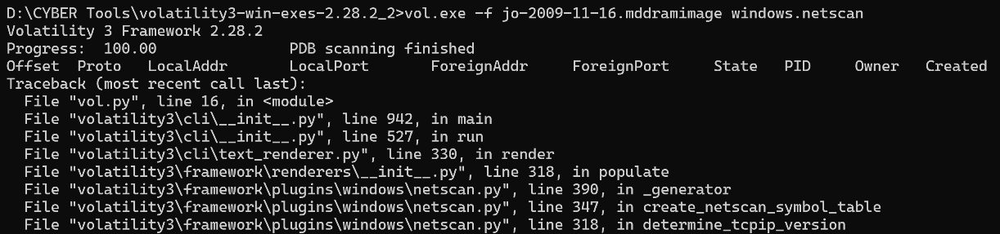 D:\CYBER Tools\volatility3-win-exes-2.28.2_2>vol.exe -f jo-2009-11-16.mddramimage windows.netscan
Volatility 3 Framework 2.28.2
Progress:  100.00               PDB scanning finished
Offset  Proto   LocalAddr       LocalPort       ForeignAddr     ForeignPort     State   PID     Owner   Created
Traceback (most recent call last):
  File "vol.py", line 16, in <module>
  File "volatility3\cli\__init__.py", line 942, in main
  File "volatility3\cli\__init__.py", line 527, in run
  File "volatility3\cli\text_renderer.py", line 330, in render
  File "volatility3\framework\renderers\__init__.py", line 318, in populate
  File "volatility3\framework\plugins\windows\netscan.py", line 390, in _generator
  File "volatility3\framework\plugins\windows\netscan.py", line 347, in create_netscan_symbol_table
  File "volatility3\framework\plugins\windows\netscan.py", line 318, in determine_tcpip_version